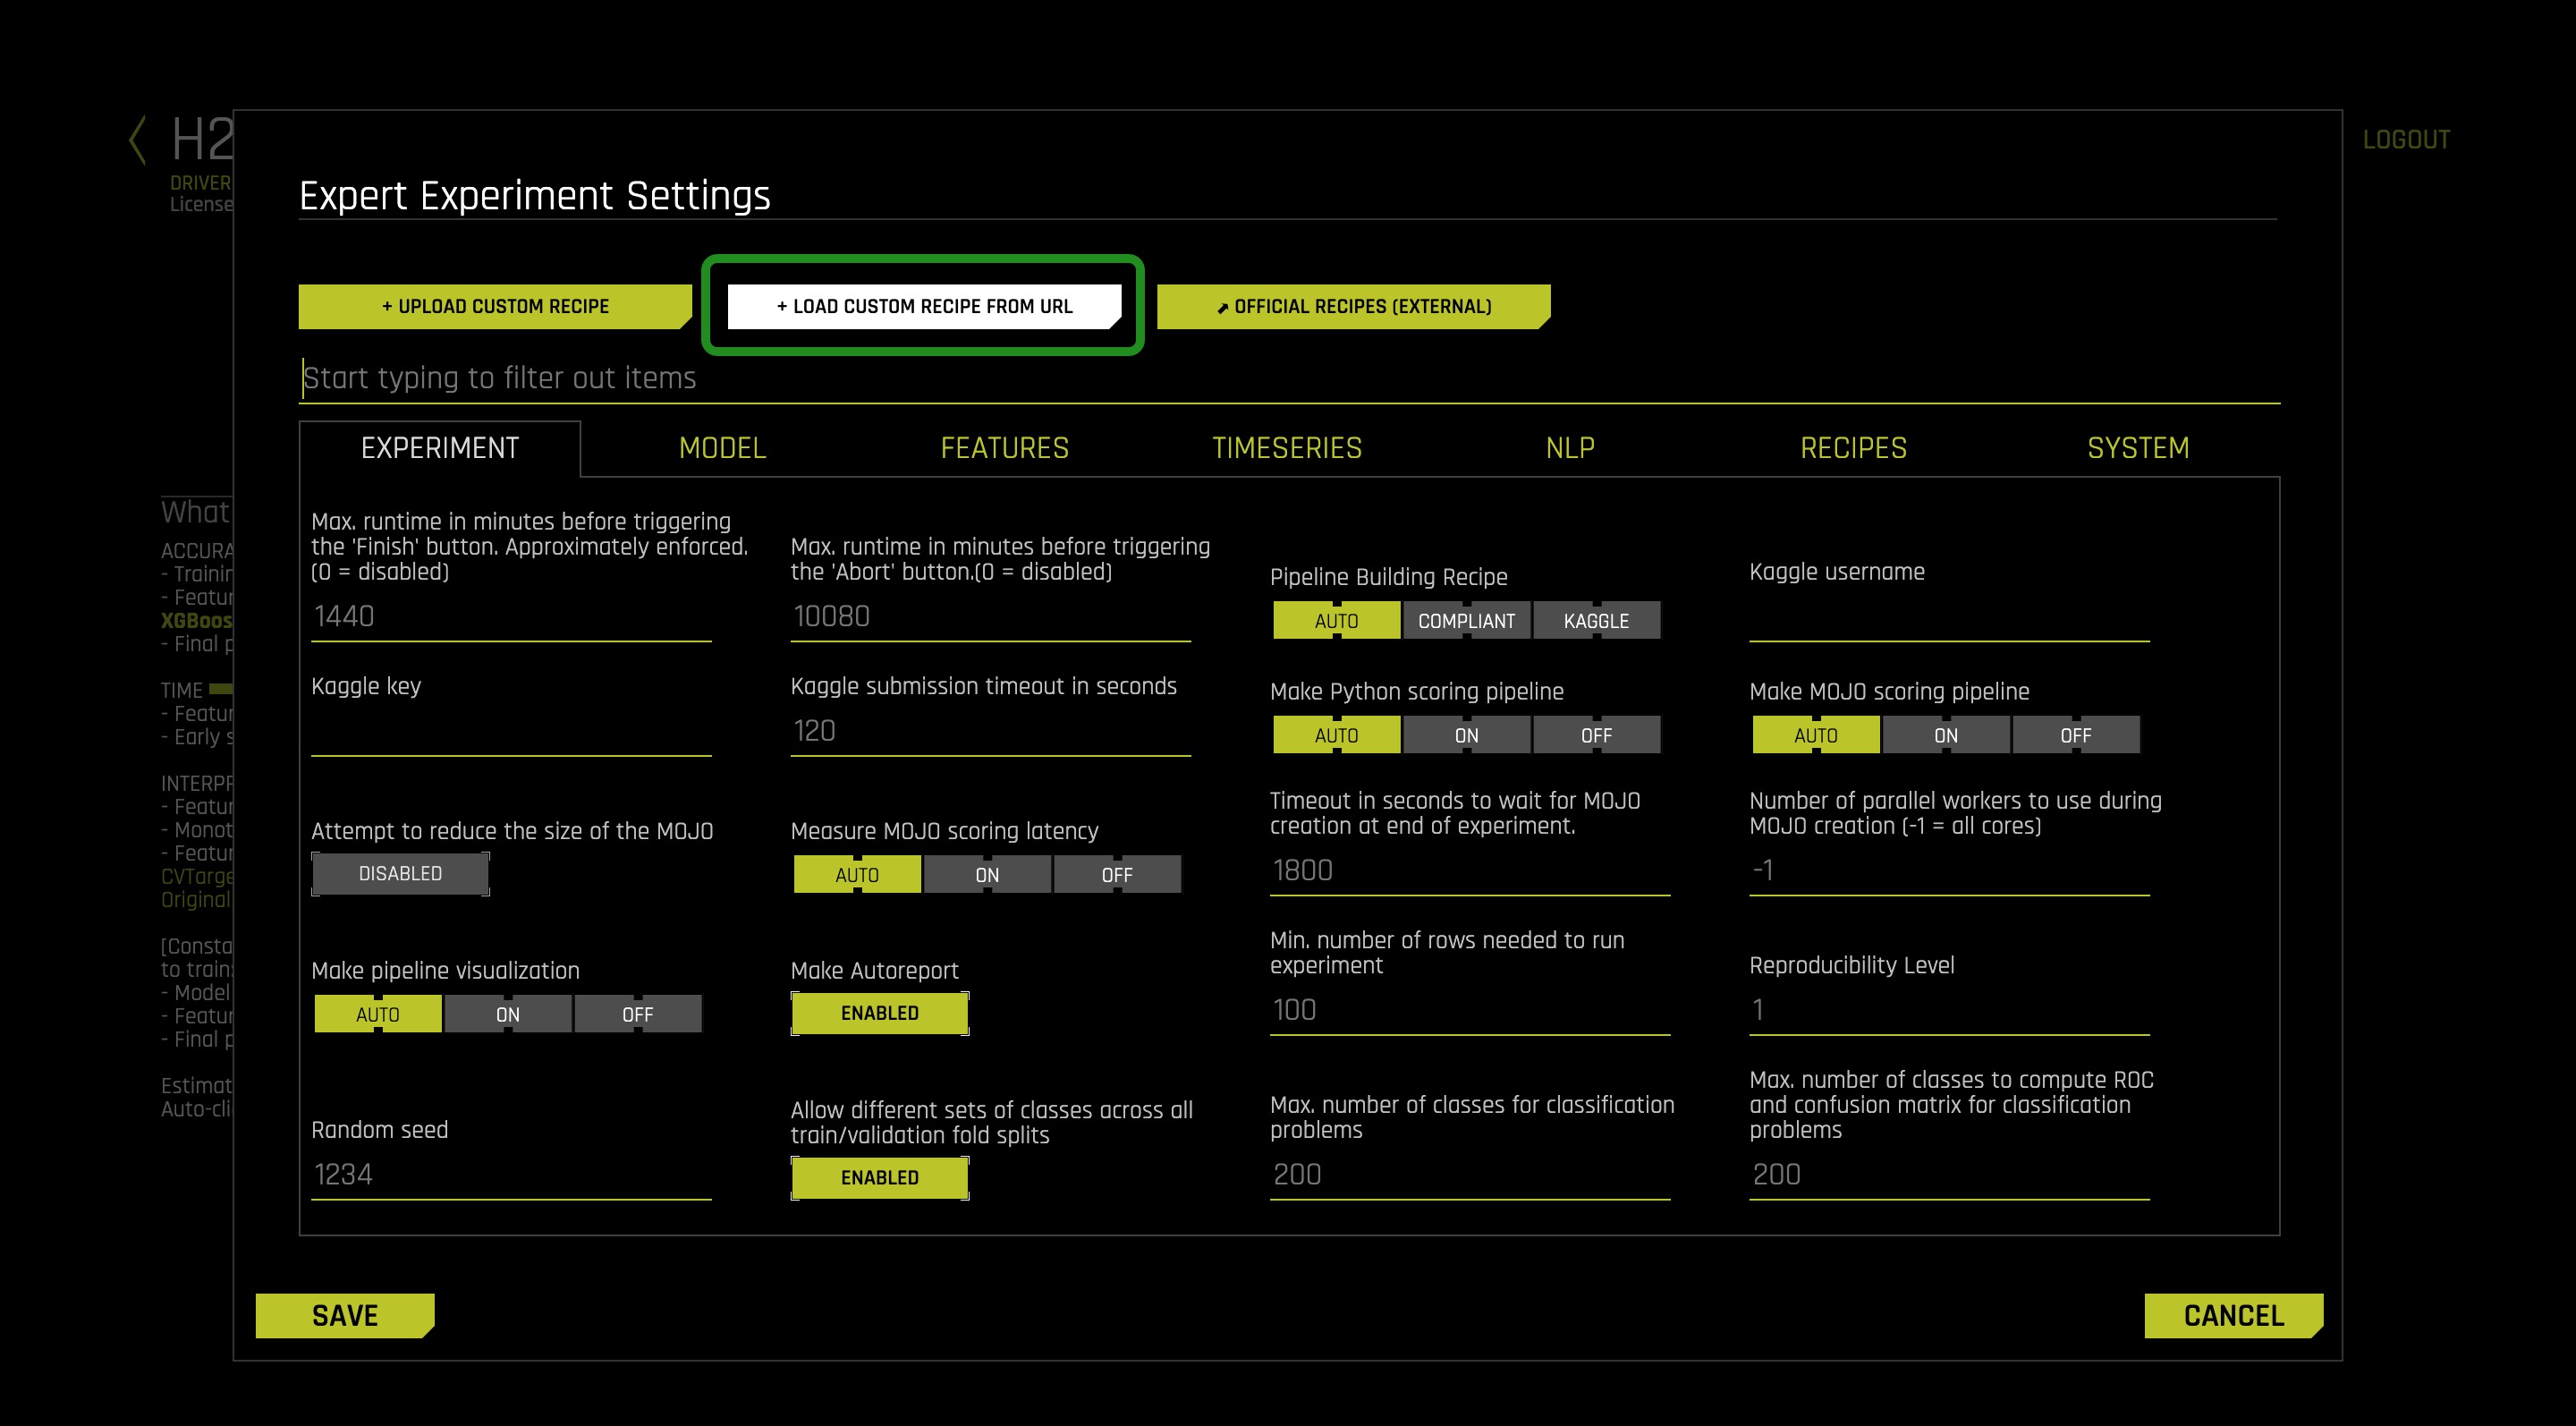 H2
LOGOUT
DRIVER
License
Expert Experiment Settings
+ UPLOAD CUSTOM RECIPE
+ LOAD CUSTOM RECIPE FROM URL
OFFICIAL RECIPES (EXTERNAL)
Start typing to filter out items
EXPERIMENT
MODEL
FEATURES
TIMESERIES
NLP
RECIPES
SYSTEM
Max. runtime in minutes before triggering
the 'Finish' button. Approximately enforced.
(0 = disabled)
1440
Max. runtime in minutes before triggering
the 'Abort' button.(0 = disabled)
10080
Pipeline Building Recipe
AUTO COMPLIANT KAGGLE
Kaggle username
Kaggle key
Kaggle submission timeout in seconds
120
Make Python scoring pipeline
AUTO ON OFF
Make MOJO scoring pipeline
AUTO ON OFF
Attempt to reduce the size of the MOJO
DISABLED
Measure MOJO scoring latency
AUTO ON OFF
Timeout in seconds to wait for MOJO
creation at end of experiment.
1800
Number of parallel workers to use during
MOJO creation (-1 = all cores)
-1
Make pipeline visualization
AUTO ON OFF
Make Autoreport
ENABLED
Min. number of rows needed to run
experiment
100
Reproducibility Level
1
Random seed
1234
Allow different sets of classes across all
train/validation fold splits
ENABLED
Max. number of classes for classification
problems
200
Max. number of classes to compute ROC
and confusion matrix for classification
problems
200
SAVE
CANCEL
What
ACCURA
- Trainin
- Featur
XGBoos
- Final p
TIME
- Featur
- Early s
INTERPR
- Featur
- Monot
- Featur
CVTarge
Original
[Consta
to train
- Model
- Featur
- Final p
Estimat
Auto-cli